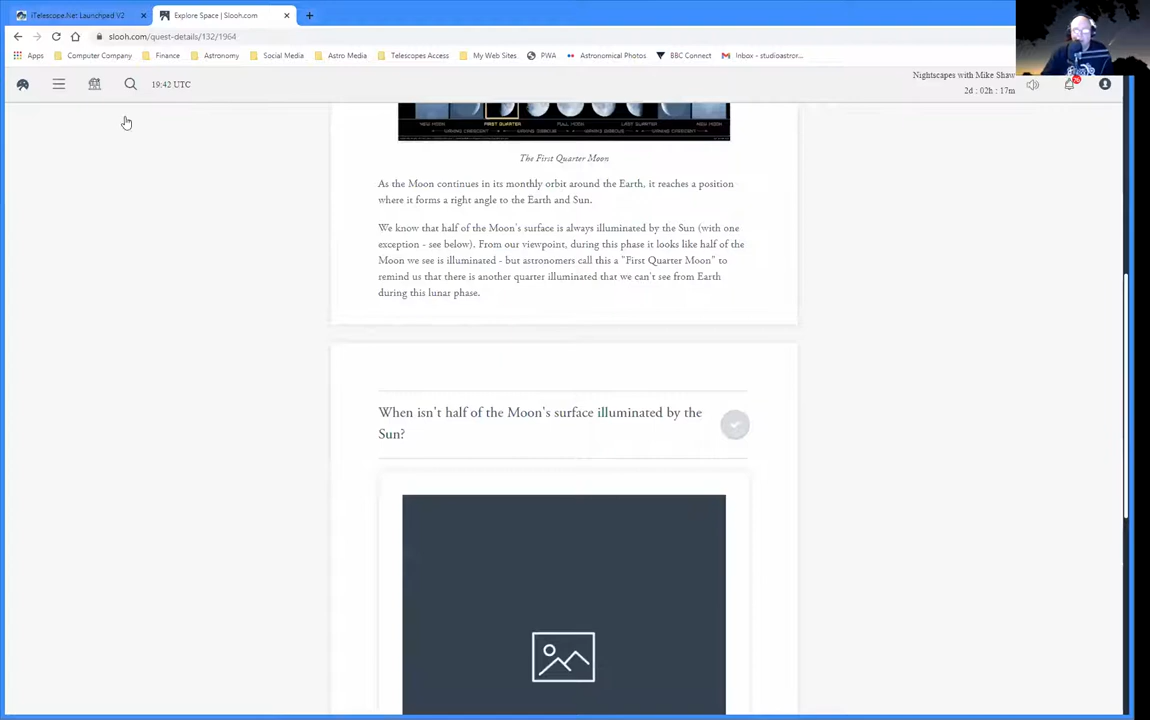 iTelescope.Net Launchpad V2
Explore Space | Slooh.com
slooh.com/quest-details/132/1964
Apps
Computer Company
Finance
Astronomy
Social Media
Astro Media
Telescopes Access
My Web Sites
PWA
Astronomical Photos
BBC Connect
Inbox - studioastror...
19:42 UTC
Nightscapes with Mike Shaw
2d : 02h : 17m
NEW MOON
WAXING CRESCENT
FIRST QUARTER
WAXING GIBBOUS
FULL MOON
LAST QUARTER
NEW MOON
The First Quarter Moon
As the Moon continues in its monthly orbit around the Earth, it reaches a position
where it forms a right angle to the Earth and Sun.
We know that half of the Moon's surface is always illuminated by the Sun (with one
exception - see below). From our viewpoint, during this phase it looks like half of the
Moon we see is illuminated - but astronomers call this a "First Quarter Moon" to
remind us that there is another quarter illuminated that we can't see from Earth
during this lunar phase.
When isn't half of the Moon's surface illuminated by the
Sun?